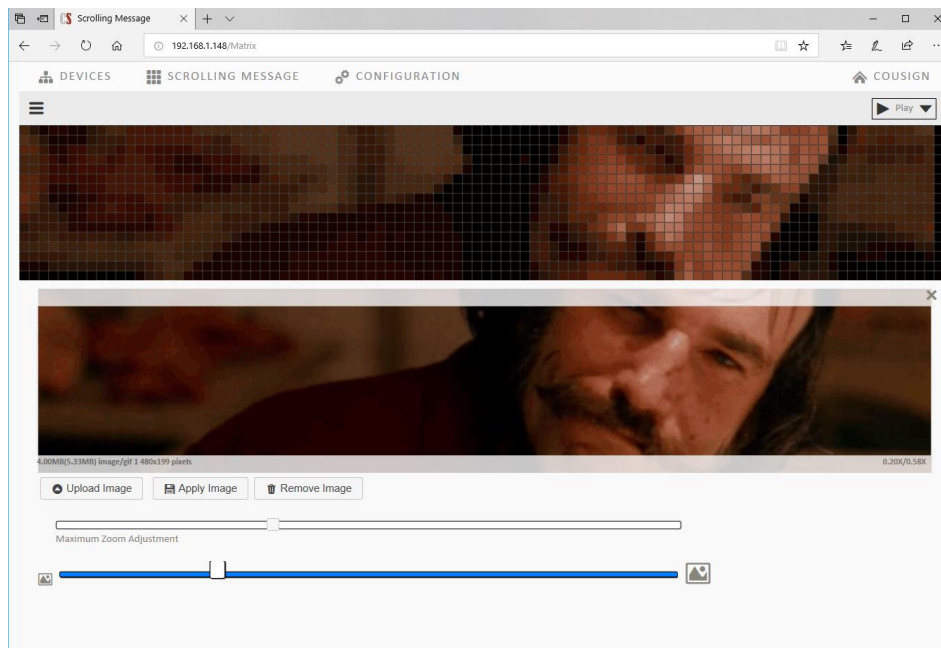 Scrolling Message
192.168.1.148/Matrix
DEVICES SCROLLING MESSAGE CONFIGURATION COUSIGN
Play
4.00MB(5.33MB) image/gif 1 480x199 pixels 0.20X/0.58X
Upload Image Apply Image Remove Image
Maximum Zoom Adjustment